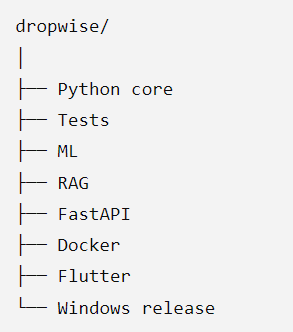 dropwise/
│
├── Python core
├── Tests
├── ML
├── RAG
├── FastAPI
├── Docker
├── Flutter
└── Windows release